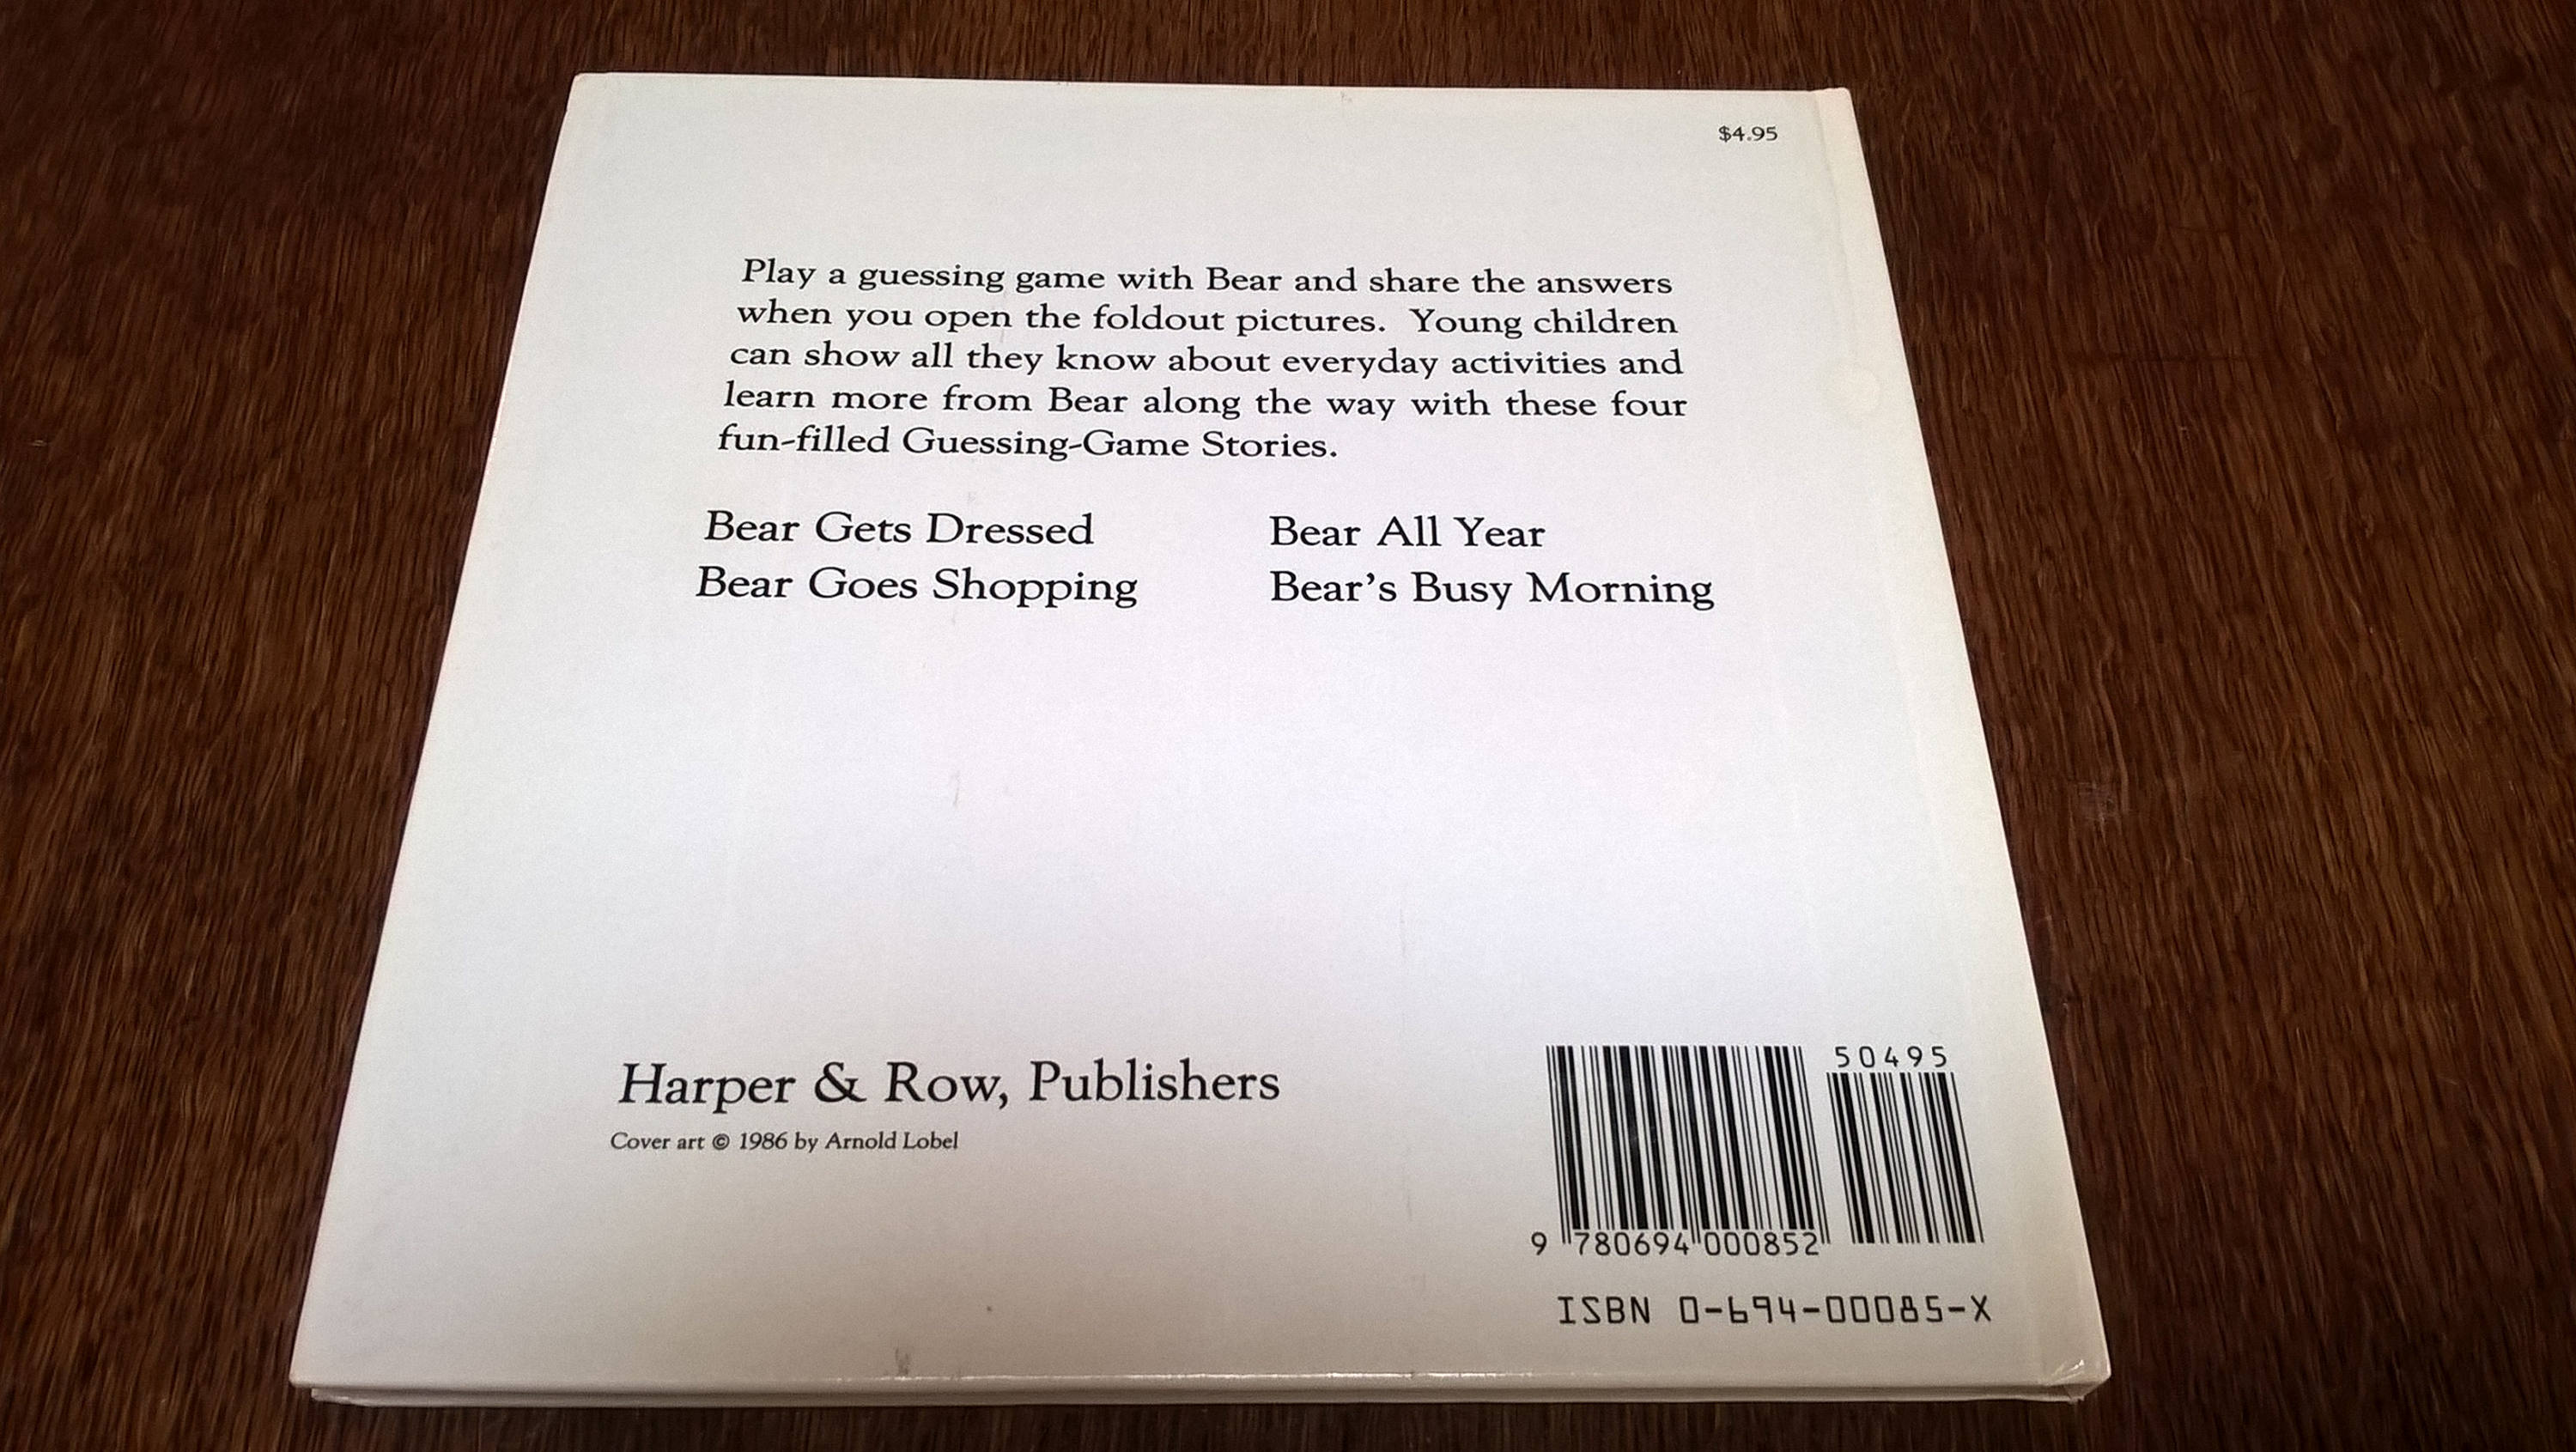 $4.95
Play a guessing game with Bear and share the answers
when you open the foldout pictures. Young children
can show all they know about everyday activities and
learn more from Bear along the way with these four
fun-filled Guessing-Game Stories.
Bear Gets Dressed
Bear Goes Shopping
Bear All Year
Bear's Busy Morning
Harper & Row, Publishers
Cover art © 1986 by Arnold Lobel
50495
9 780694 000852
ISBN 0-694-00085-X